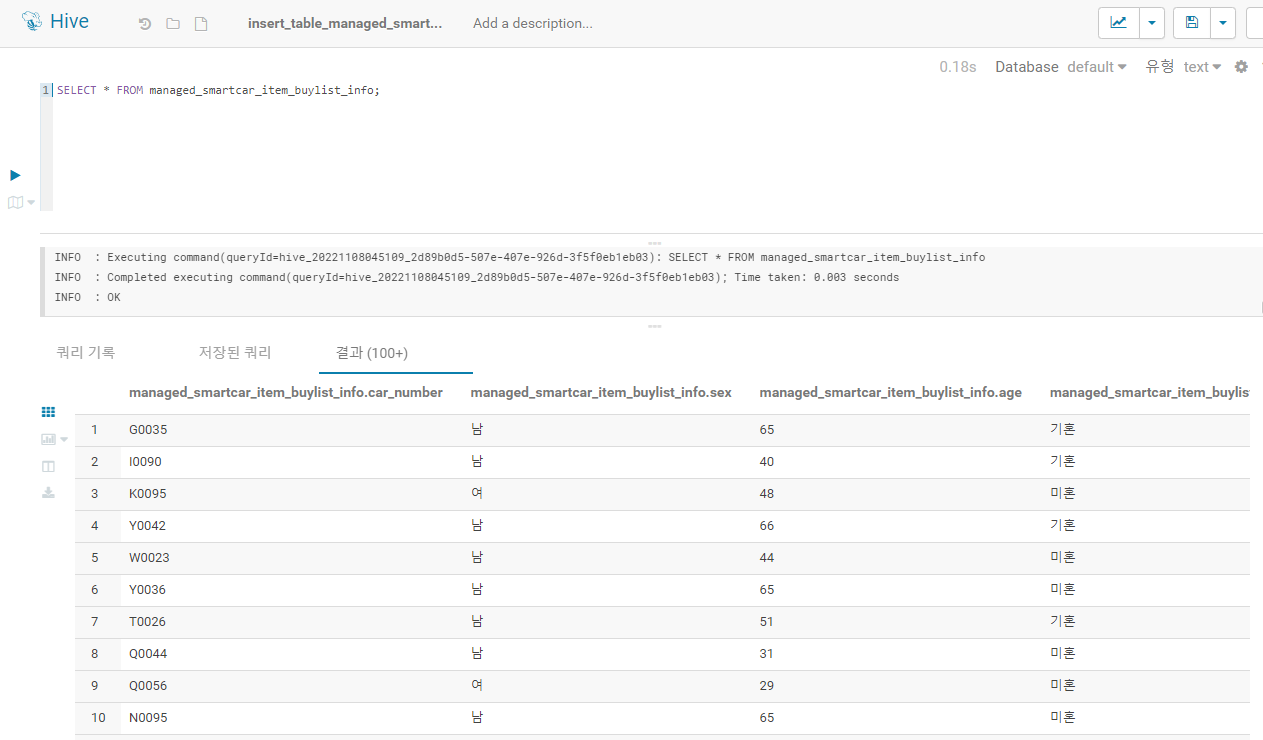 Hive
insert_table_managed_smart... Add a description...
0.18s Database default 유형 text
1 SELECT * FROM managed_smartcar_item_buylist_info;
INFO : Executing command(queryId=hive_20221108045109_2d89b0d5-507e-407e-926d-3f5f0eb1eb03): SELECT * FROM managed_smartcar_item_buylist_info
INFO : Completed executing command(queryId=hive_20221108045109_2d89b0d5-507e-407e-926d-3f5f0eb1eb03); Time taken: 0.003 seconds
INFO : OK
쿼리 기록 저장된 쿼리 결과 (100+)
managed_smartcar_item_buylist_info.car_number managed_smartcar_item_buylist_info.sex managed_smartcar_item_buylist_info.age managed_smartcar_item_buylis
1 G0035 남 65 기혼
2 I0090 남 40 기혼
3 K0095 여 48 미혼
4 Y0042 남 66 기혼
5 W0023 남 44 미혼
6 Y0036 남 65 미혼
7 T0026 남 51 기혼
8 Q0044 남 31 미혼
9 Q0056 여 29 미혼
10 N0095 남 65 미혼